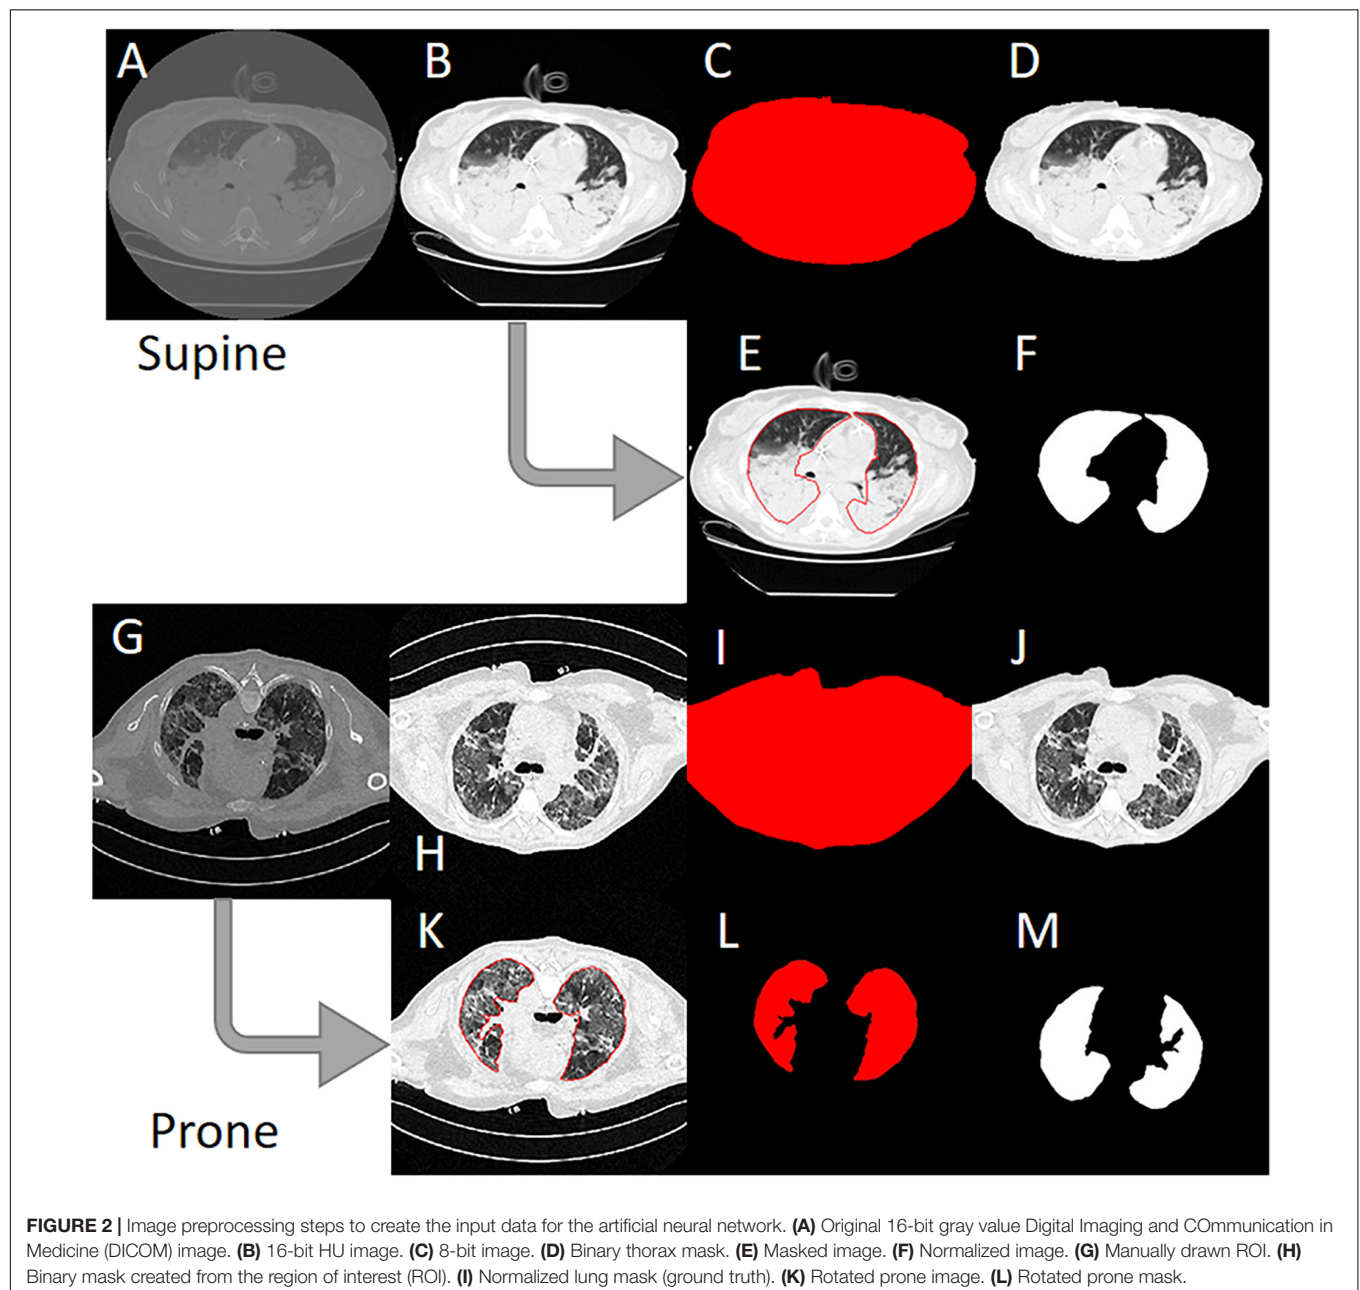 A
B
C
D
Supine
E
F
G
H
I
J
K
L
M
Prone
FIGURE 2 | Image preprocessing steps to create the input data for the artificial neural network. (A) Original 16-bit gray value Digital Imaging and COmmunication in
Medicine (DICOM) image. (B) 16-bit HU image. (C) 8-bit image. (D) Binary thorax mask. (E) Masked image. (F) Normalized image. (G) Manually drawn ROI. (H)
Binary mask created from the region of interest (ROI). (I) Normalized lung mask (ground truth). (K) Rotated prone image. (L) Rotated prone mask.